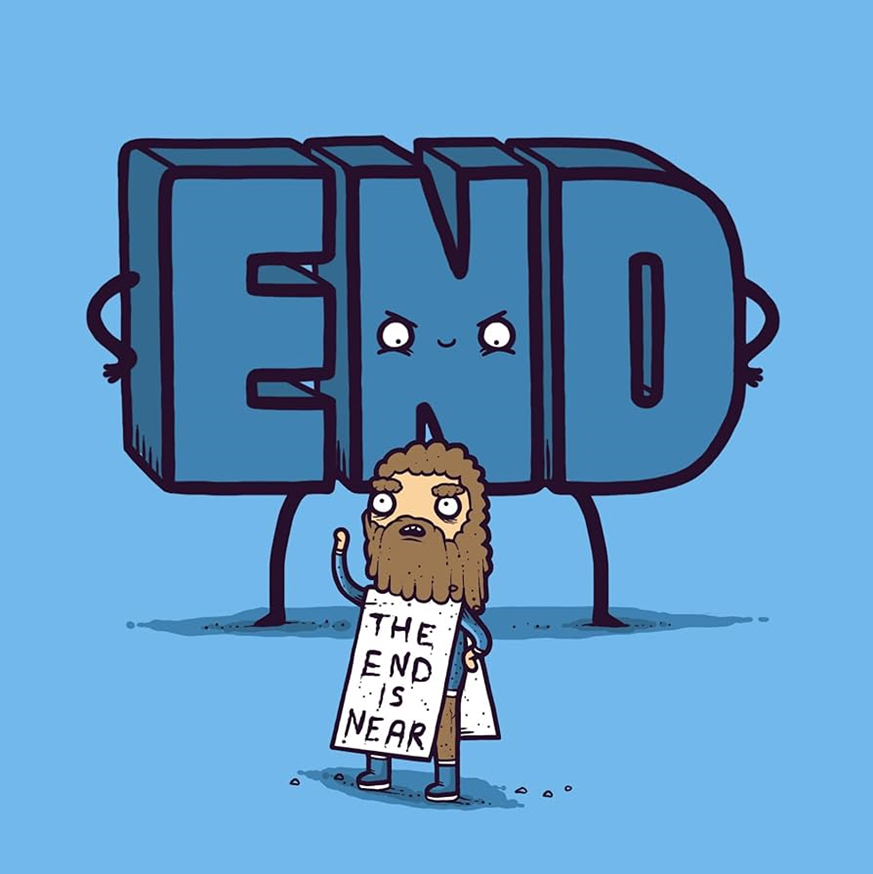 END
THE
END
IS
NEAR